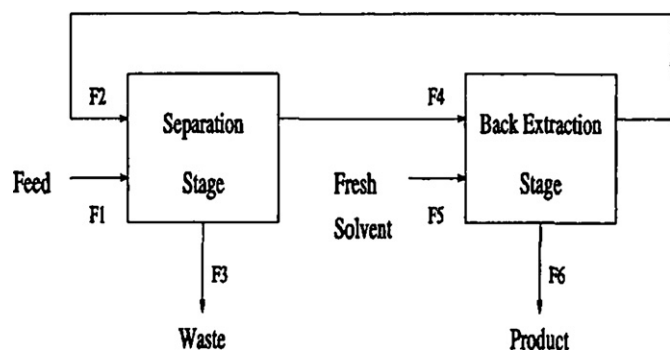 F2
Separation
F4
Back Extraction
Feed
Stage
Fresh
Stage
F1
Solvent
F5
F3
F6
Waste
Product